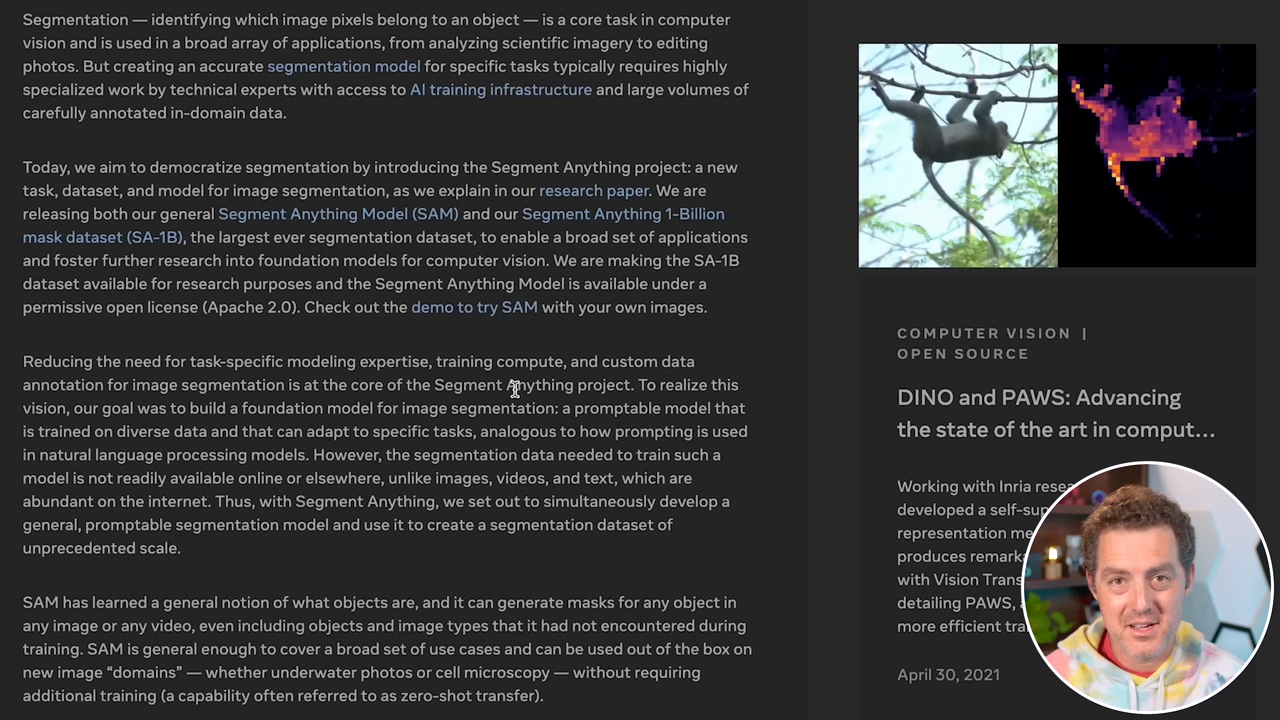 Segmentation — identifying which image pixels belong to an object — is a core task in computer
vision and is used in a broad array of applications, from analyzing scientific imagery to editing
photos. But creating an accurate segmentation model for specific tasks typically requires highly
specialized work by technical experts with access to AI training infrastructure and large volumes of
carefully annotated in-domain data.
Today, we aim to democratize segmentation by introducing the Segment Anything project: a new
task, dataset, and model for image segmentation, as we explain in our research paper. We are
releasing both our general Segment Anything Model (SAM) and our Segment Anything 1-Billion
mask dataset (SA-1B), the largest ever segmentation dataset, to enable a broad set of applications
and foster further research into foundation models for computer vision. We are making the SA-1B
dataset available for research purposes and the Segment Anything Model is available under a
permissive open license (Apache 2.0). Check out the demo to try SAM with your own images.
Reducing the need for task-specific modeling expertise, training compute, and custom data
annotation for image segmentation is at the core of the Segment Anything project. To realize this
vision, our goal was to build a foundation model for image segmentation: a promptable model that
is trained on diverse data and that can adapt to specific tasks, analogous to how prompting is used
in natural language processing models. However, the segmentation data needed to train such a
model is not readily available online or elsewhere, unlike images, videos, and text, which are
abundant on the internet. Thus, with Segment Anything, we set out to simultaneously develop a
general, promptable segmentation model and use it to create a segmentation dataset of
unprecedented scale.
SAM has learned a general notion of what objects are, and it can generate masks for any object in
any image or any video, even including objects and image types that it had not encountered during
training. SAM is general enough to cover a broad set of use cases and can be used out of the box on
new image “domains” — whether underwater photos or cell microscopy — without requiring
additional training (a capability often referred to as zero-shot transfer).
COMPUTER VISION |
OPEN SOURCE
DINO and PAWS: Advancing
the state of the art in comput...
Working with Inria
developed a
representation
produces
with Vision
detailing PAWS,
more efficient
April 30, 2021